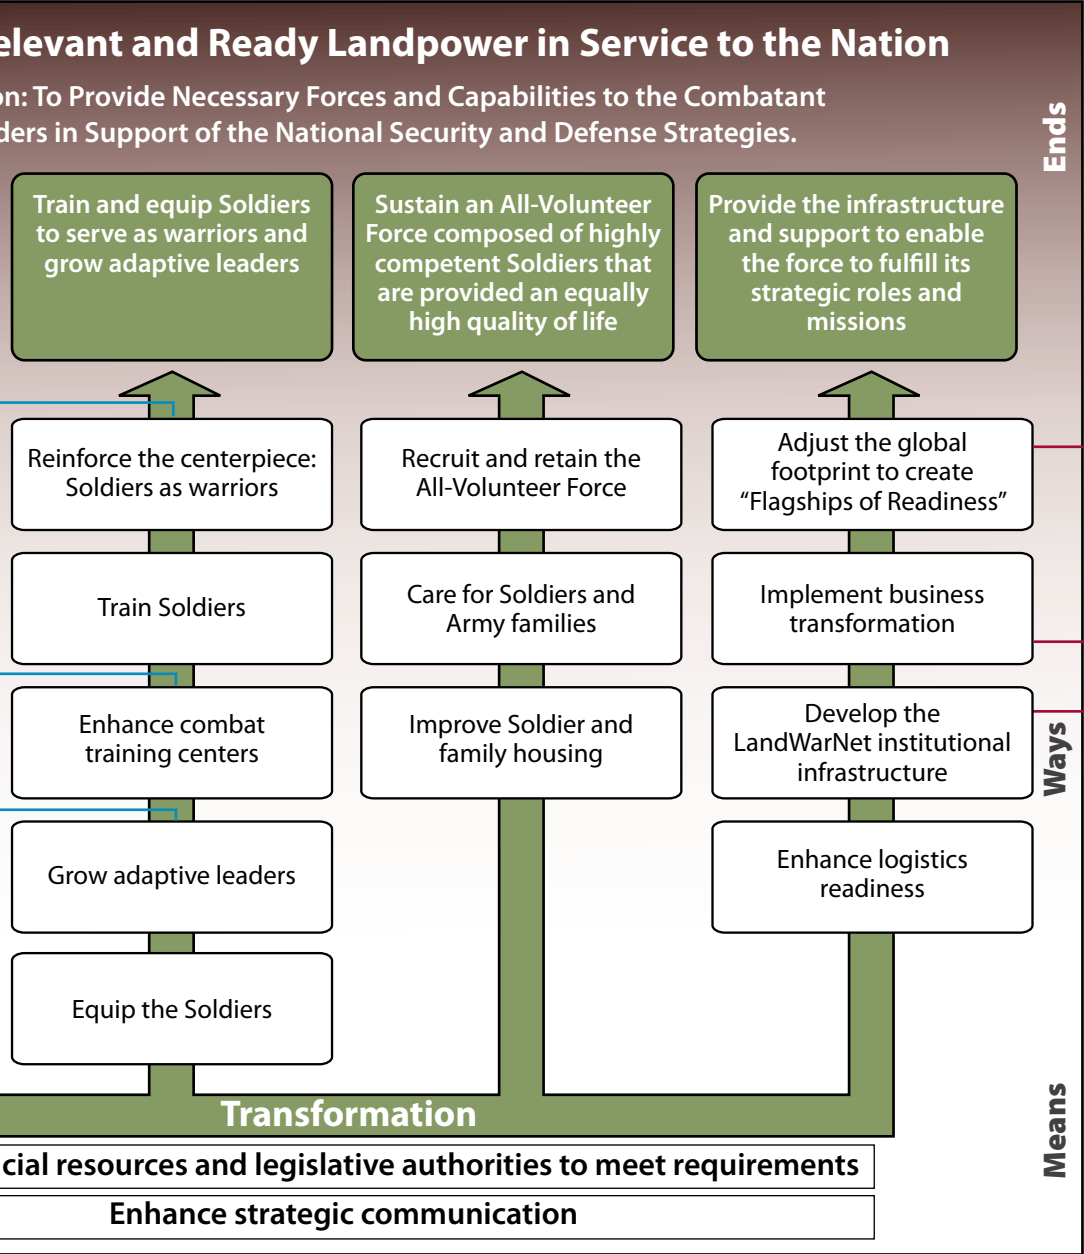 elevant and Ready Landpower in Service to the Nation
on: To Provide Necessary Forces and Capabilities to the Combatant
ders in Support of the National Security and Defense Strategies.
Ends
Train and equip Soldiers
to serve as warriors and
grow adaptive leaders
Sustain an All-Volunteer
Force composed of highly
competent Soldiers that
are provided an equally
high quality of life
Provide the infrastructure
and support to enable
the force to fulfill its
strategic roles and
missions
Reinforce the centerpiece:
Soldiers as warriors
Train Soldiers
Enhance combat
training centers
Grow adaptive leaders
Equip the Soldiers
Recruit and retain the
All-Volunteer Force
Care for Soldiers and
Army families
Improve Soldier and
family housing
Adjust the global
footprint to create
“Flagships of Readiness”
Implement business
transformation
Develop the
LandWarNet institutional
infrastructure
Enhance logistics
readiness
Ways
Transformation
cial resources and legislative authorities to meet requirements
Enhance strategic communication
Means